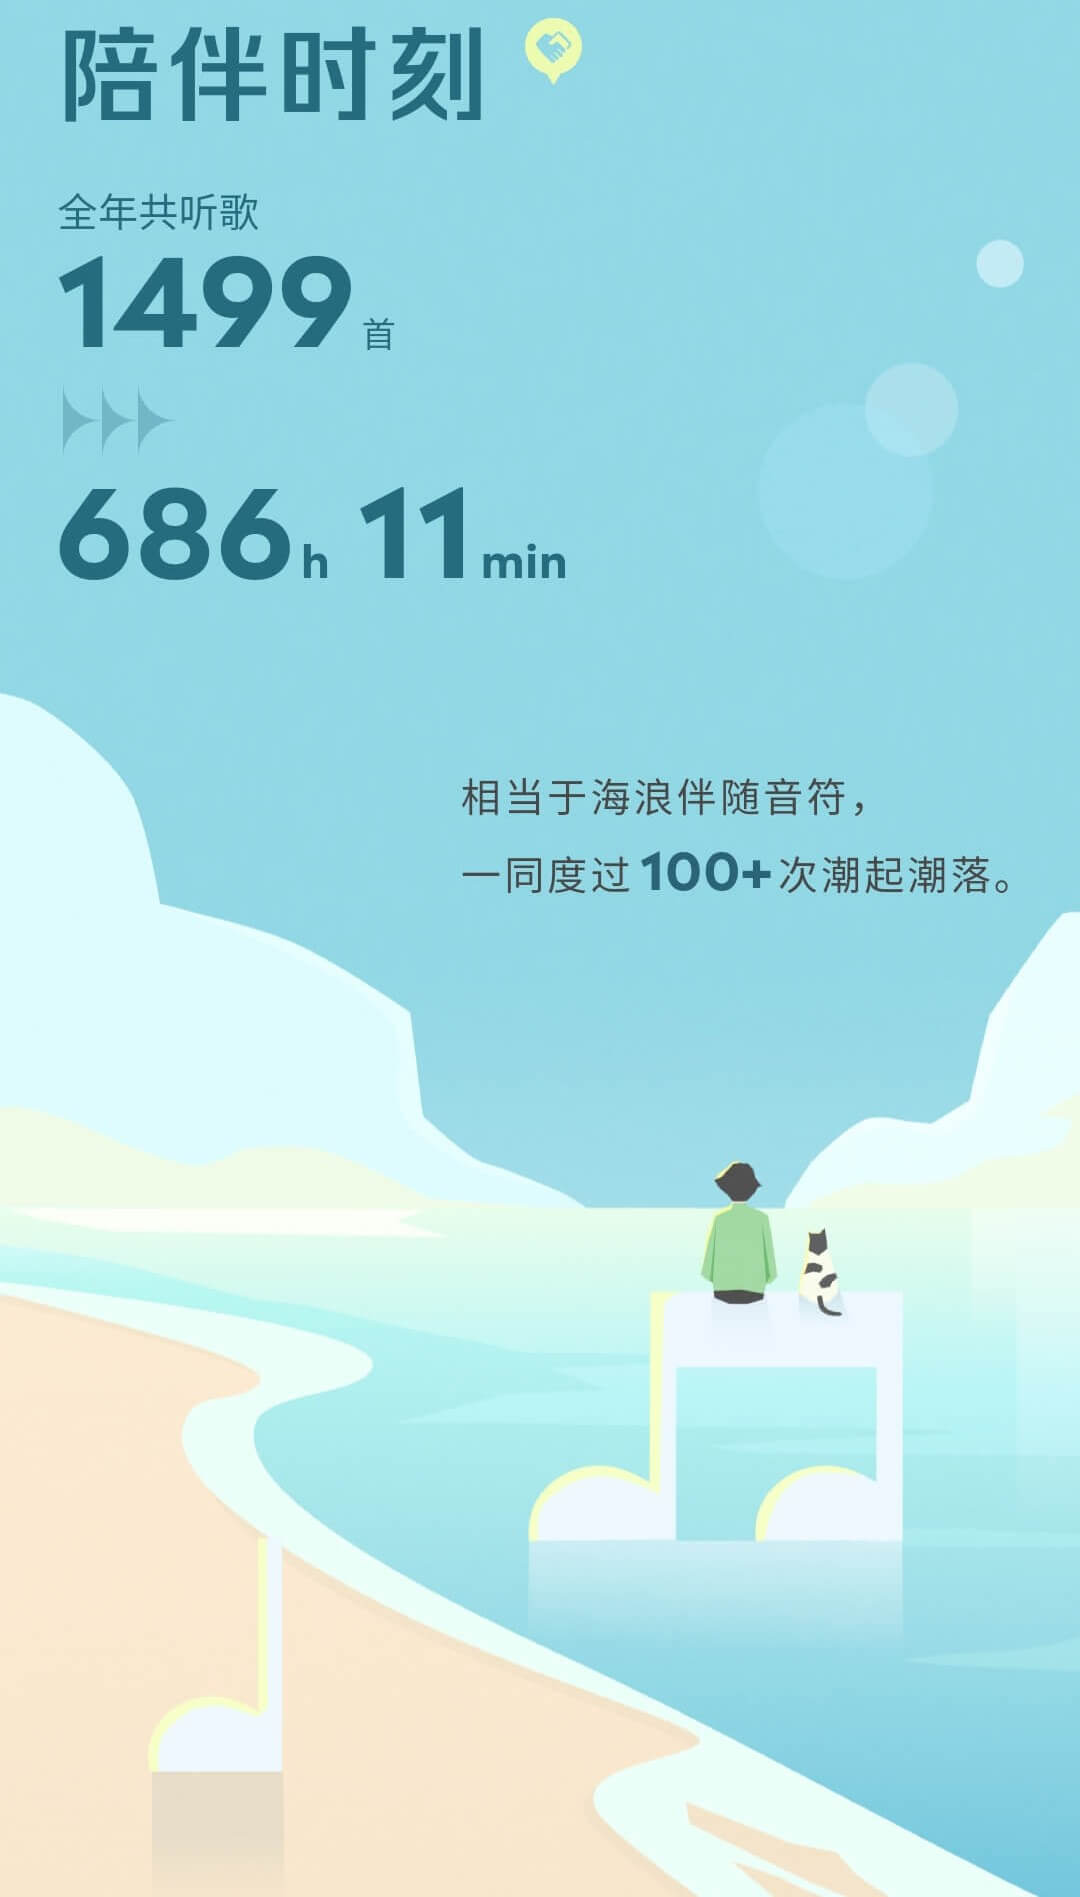 陪伴时刻
全年共听歌
1499首
686h 11min
相当于海浪伴随音符，
一同度过100+次潮起潮落。